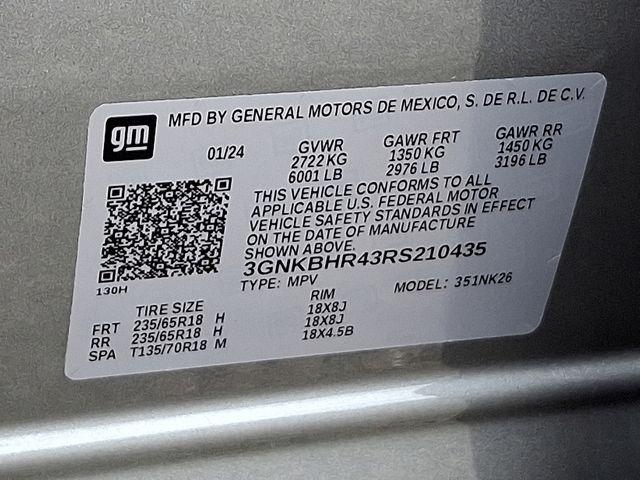 gm
MFD BY GENERAL MOTORS DE MEXICO, S. DE R.L. DE C.V.
01/24 GVWR GAWR FRT GAWR RR
2722 KG 1350 KG 1450 KG
6001 LB 2976 LB 3196 LB
THIS VEHICLE CONFORMS TO ALL
APPLICABLE U.S. FEDERAL MOTOR
VEHICLE SAFETY STANDARDS IN EFFECT
ON THE DATE OF MANUFACTURE
SHOWN ABOVE.
3GNKBHR43RS210435
130H
TYPE: MPV MODEL: 351NK26
TIRE SIZE RIM
FRT 235/65R18 H 18X8J
RR 235/65R18 H 18X8J
SPA T135/70R18 M 18X4.5B